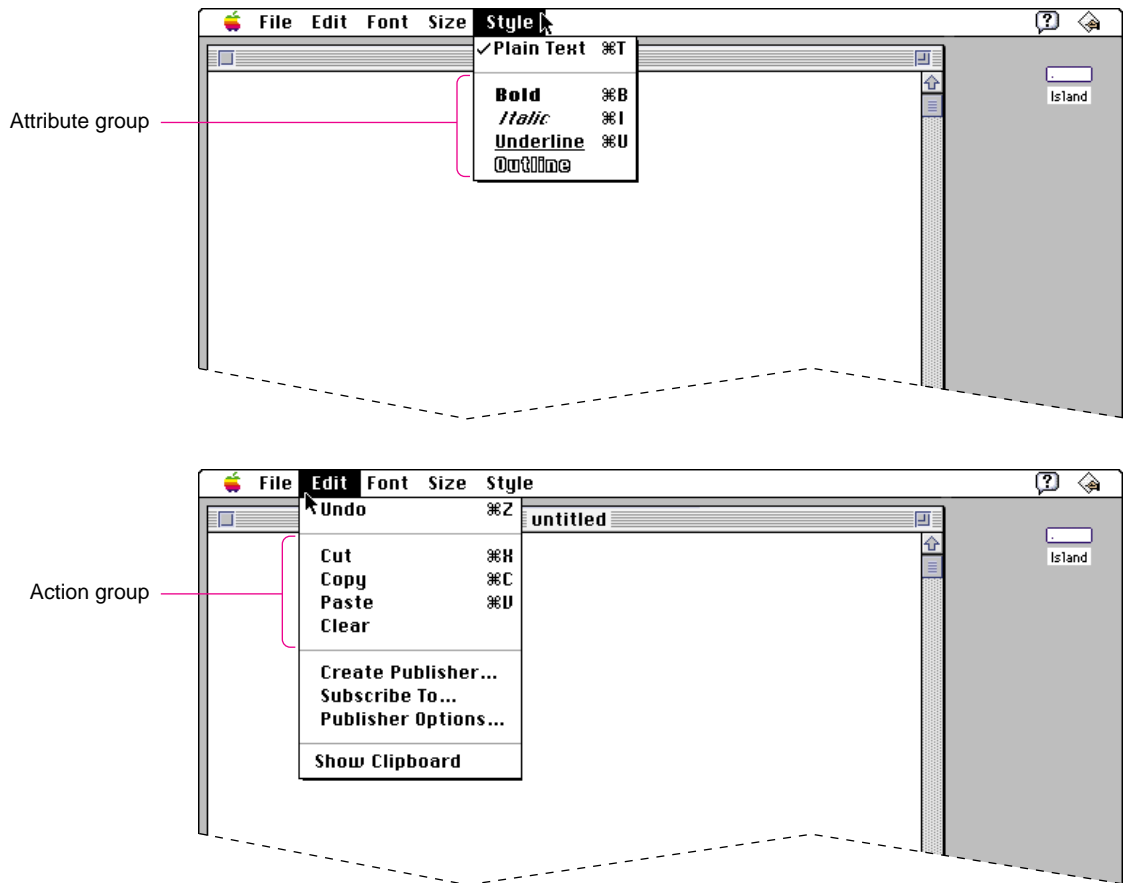 File Edit Font Size Style
✓Plain Text ⌘T
Island
Attribute group
Bold ⌘B
Italic ⌘I
Underline ⌘U
Outline
File Edit Font Size Style
Undo ⌘Z
untitled
Island
Action group
Cut ⌘X
Copy ⌘C
Paste ⌘V
Clear
Create Publisher...
Subscribe To...
Publisher Options...
Show Clipboard